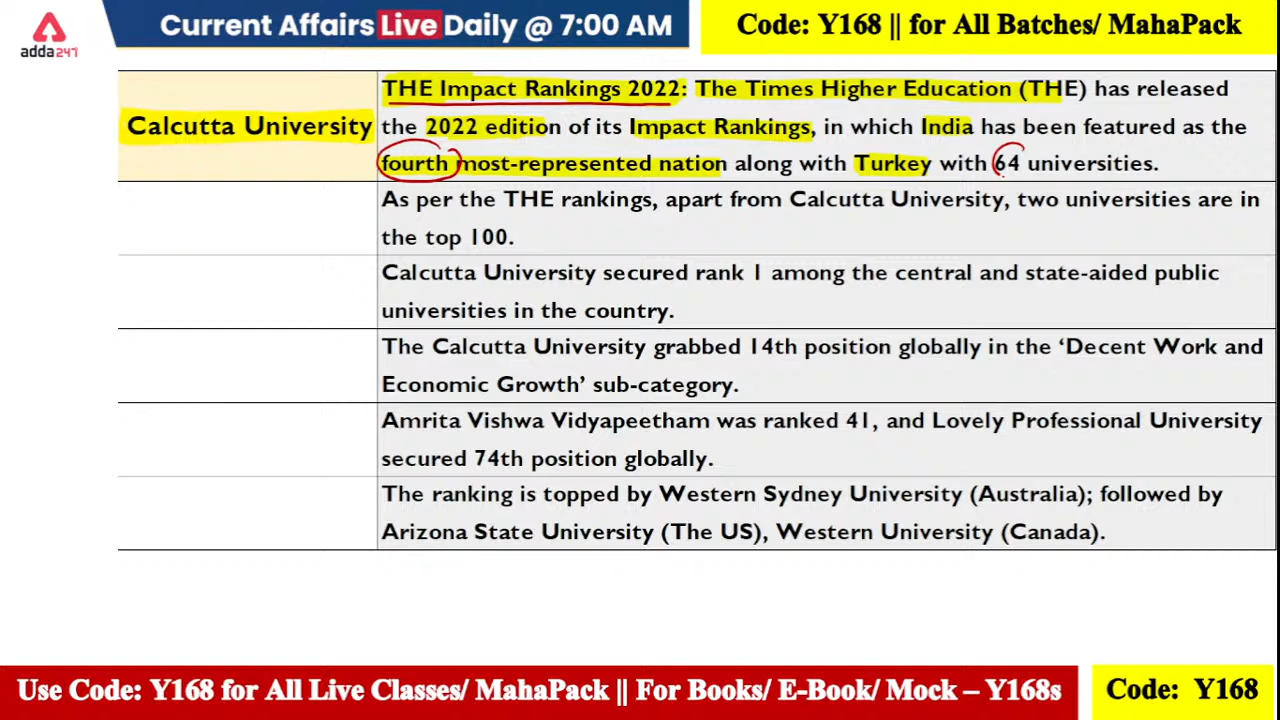 adda247
Current Affairs Live Daily @ 7:00 AM
Code: Y168 || for All Batches/ MahaPack
Calcutta University
THE Impact Rankings 2022: The Times Higher Education (THE) has released
the 2022 edition of its Impact Rankings, in which India has been featured as the
fourth most-represented nation along with Turkey with 64 universities.
As per the THE rankings, apart from Calcutta University, two universities are in
the top 100.
Calcutta University secured rank 1 among the central and state-aided public
universities in the country.
The Calcutta University grabbed 14th position globally in the ‘Decent Work and
Economic Growth’ sub-category.
Amrita Vishwa Vidyapeetham was ranked 41, and Lovely Professional University
secured 74th position globally.
The ranking is topped by Western Sydney University (Australia); followed by
Arizona State University (The US), Western University (Canada).
Use Code: Y168 for All Live Classes/ MahaPack || For Books/ E-Book/ Mock – Y168s
Code: Y168